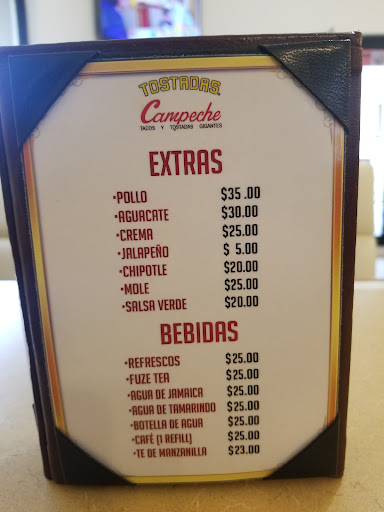 TOSTADAS
Campeche
TACOS Y TOSTADAS GIGANTES
EXTRAS
•POLLO $35.00
•AGUACATE $30.00
•CREMA $25.00
•JALAPEÑO $ 5.00
•CHIPOTLE $20.00
•MOLE $25.00
•SALSA VERDE $20.00
BEBIDAS
•REFRESCOS $25.00
•FUZE TEA $25.00
•AGUA DE JAMAICA $25.00
•AGUA DE TAMARINDO $25.00
•BOTELLA DE AGUA $25.00
•CAFÉ (1 REFILL) $25.00
•TE DE MANZANILLA $23.00